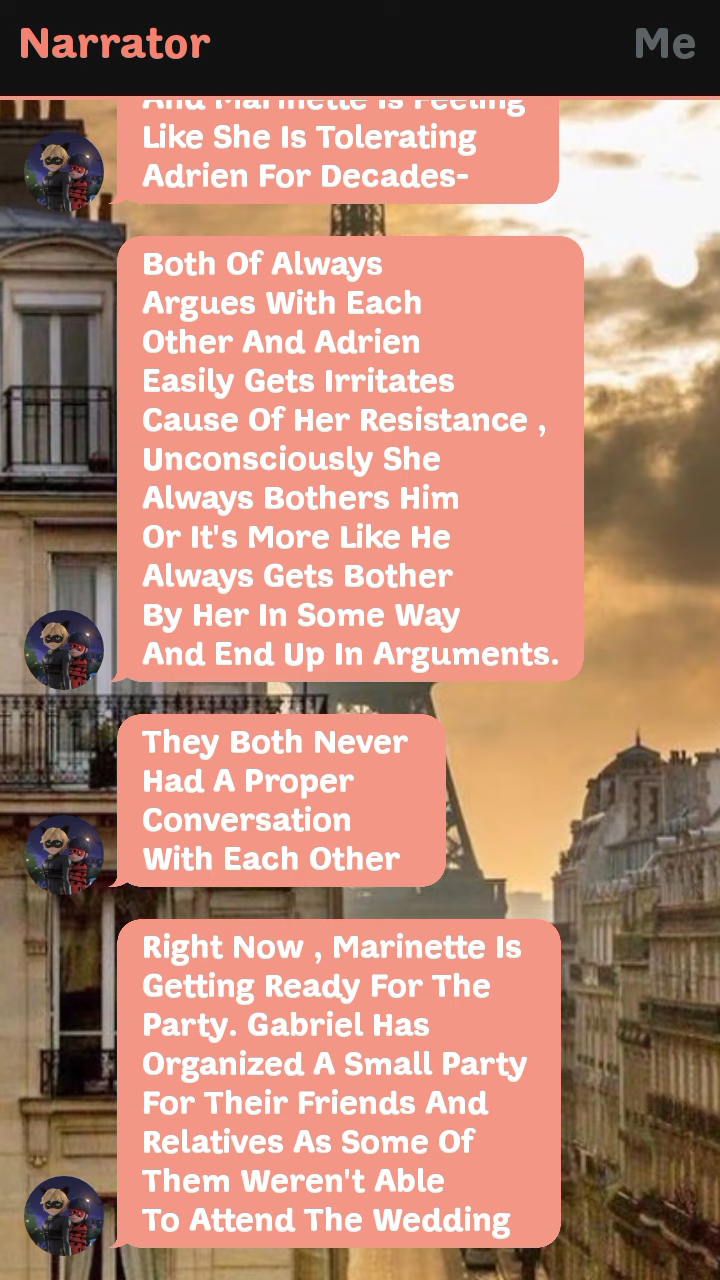 Narrator
Me
And Marinette Is Feeling
Like She Is Tolerating
Adrien For Decades-
Both Of Always
Argues With Each
Other And Adrien
Easily Gets Irritates
Cause Of Her Resistance ,
Unconsciously She
Always Bothers Him
Or It's More Like He
Always Gets Bother
By Her In Some Way
And End Up In Arguments.
They Both Never
Had A Proper
Conversation
With Each Other
Right Now , Marinette Is
Getting Ready For The
Party. Gabriel Has
Organized A Small Party
For Their Friends And
Relatives As Some Of
Them Weren't Able
To Attend The Wedding